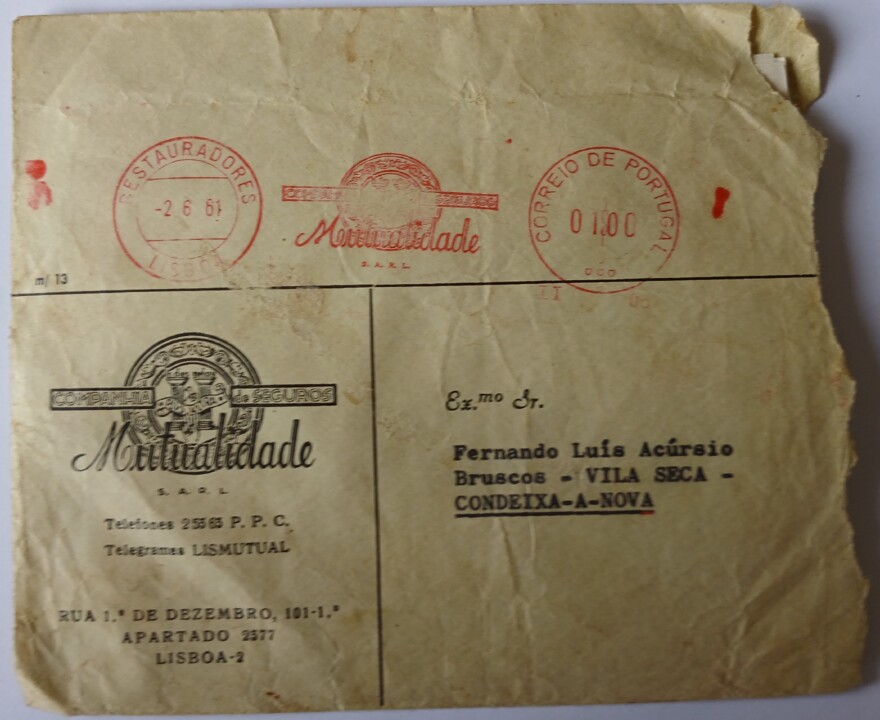 RESTAURADORES
-2 6 61
LISBOA
Mutualidade
S. A. R. L.
CORREIO DE PORTUGAL
01,00
m/ 13
COMPANHIA de SEGUROS
Mutualidade
S. A. R. L.
Telefones 25563 P. P. C.
Telegramas LISMUTUAL
RUA 1.º DE DEZEMBRO, 101-1.º
APARTADO 2577
LISBOA-2
Ex.mo Sr.
Fernando Luís Acúrsio
Bruscos - VILA SECA -
CONDEIXA-A-NOVA